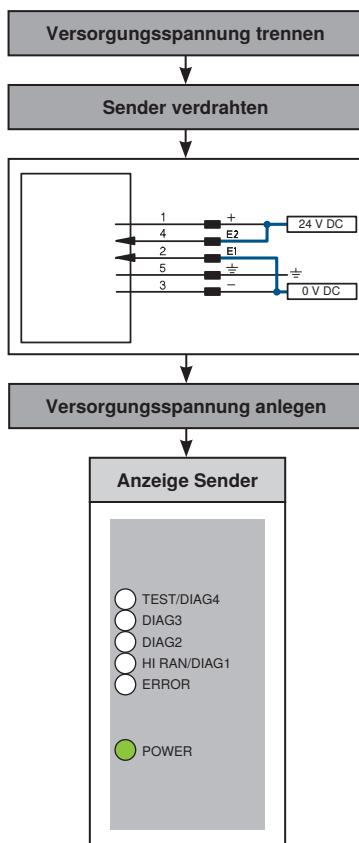 Versorgungsspannung trennen
Sender verdrahten
1 +
24 V DC
4 E2
2 E1
5
3 −
0 V DC
Versorgungsspannung anlegen
Anzeige Sender
TEST/DIAG4
DIAG3
DIAG2
HI RAN/DIAG1
ERROR
POWER